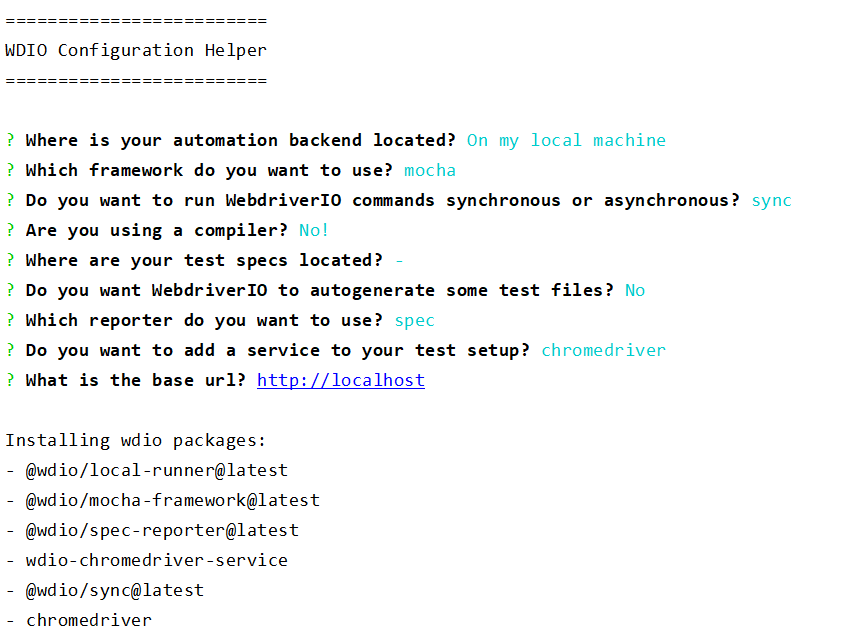 =========================
WDIO Configuration Helper
=========================
? Where is your automation backend located? On my local machine
? Which framework do you want to use? mocha
? Do you want to run WebdriverIO commands synchronous or asynchronous? sync
? Are you using a compiler? No!
? Where are your test specs located? -
? Do you want WebdriverIO to autogenerate some test files? No
? Which reporter do you want to use? spec
? Do you want to add a service to your test setup? chromedriver
? What is the base url? http://localhost
Installing wdio packages:
- @wdio/local-runner@latest
- @wdio/mocha-framework@latest
- @wdio/spec-reporter@latest
- wdio-chromedriver-service
- @wdio/sync@latest
- chromedriver